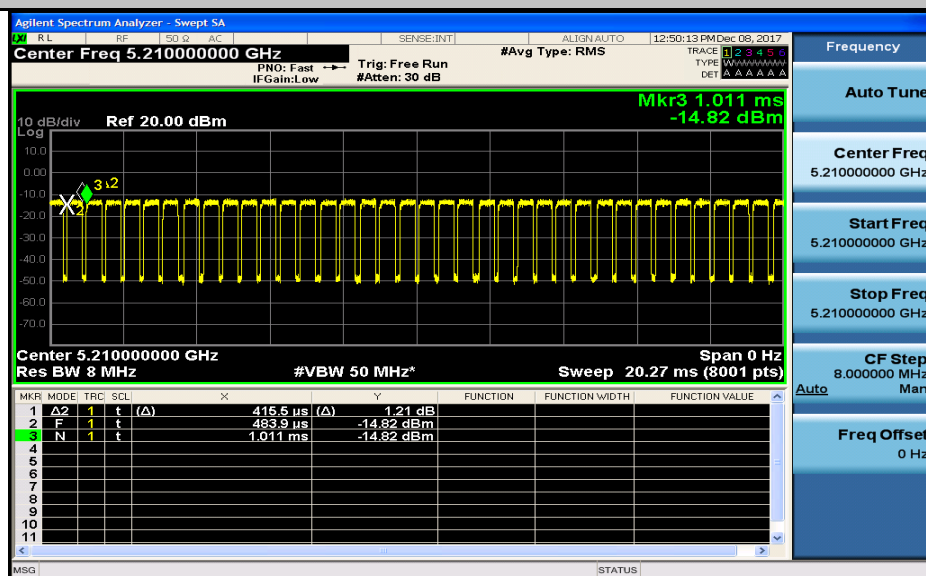 Agilent Spectrum Analyzer - Swept SA
LXI RL RF 50 Ω AC SENSE:INT ALIGN AUTO 12:50:13 PM Dec 08, 2017
Center Freq 5.210000000 GHz
PNO: Fast
IFGain:Low
Trig: Free Run
#Atten: 30 dB
#Avg Type: RMS
TRACE 1 2 3 4 5 6
TYPE WWWWWW
DET A A A A A A
Mkr3 1.011 ms
-14.82 dBm
10 dB/div Ref 20.00 dBm
Log
10.0
0.00
-10.0
-20.0
-30.0
-40.0
-50.0
-60.0
-70.0
X2
3
Δ2
Center 5.210000000 GHz
Span 0 Hz
Res BW 8 MHz
#VBW 50 MHz*
Sweep 20.27 ms (8001 pts)
MKR MODE TRC SCL X Y FUNCTION FUNCTION WIDTH FUNCTION VALUE
1 Δ2 1 t (Δ) 415.5 µs (Δ) 1.21 dB
2 F 1 t 483.9 µs -14.82 dBm
3 N 1 t 1.011 ms -14.82 dBm
4
5
6
7
8
9
10
11
MSG
STATUS
Frequency
Auto Tune
Center Freq
5.210000000 GHz
Start Freq
5.210000000 GHz
Stop Freq
5.210000000 GHz
CF Step
8.000000 MHz
Auto Man
Freq Offset
0 Hz